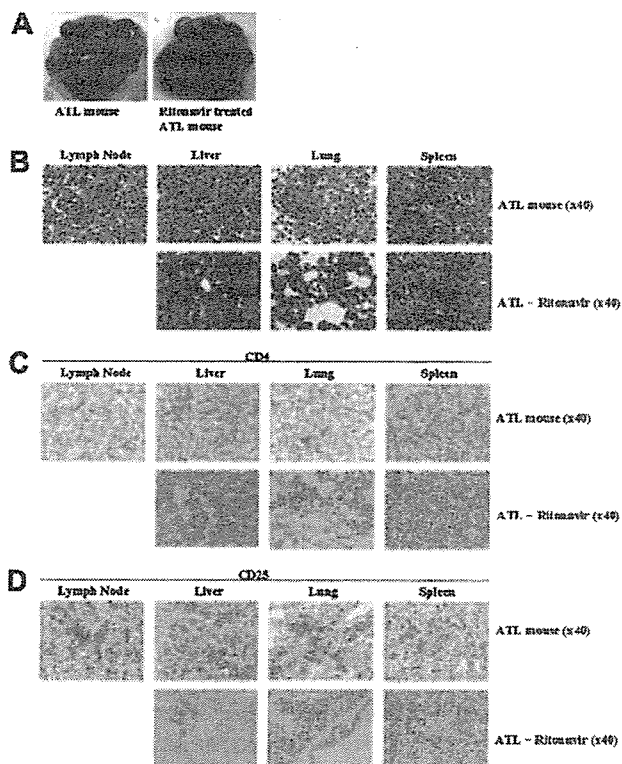 A
ATL mouse
Ritonavir treated
ATL mouse
B
Lymph Node Liver Lung Spleen
ATL mouse (x40)
ATL – Ritonavir (x40)
C
CD4
Lymph Node Liver Lung Spleen
ATL mouse (x40)
ATL – Ritonavir (x40)
D
CD25
Lymph Node Liver Lung Spleen
ATL mouse (x40)
ATL – Ritonavir (x40)